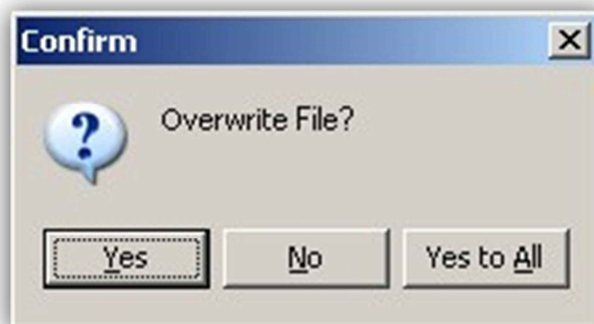 Confirm
Overwrite File?
Yes No Yes to All